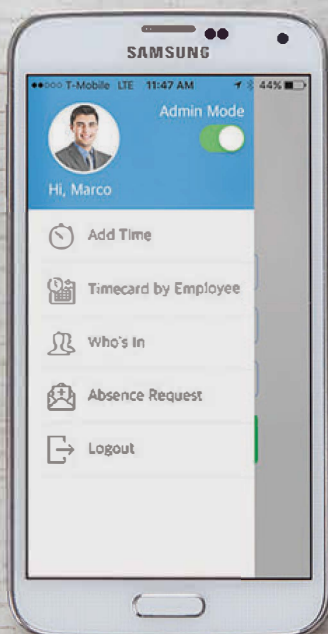 SAMSUNG
T-Mobile LTE 11:47 AM 44%
Admin Mode
Hi, Marco
Add Time
Timecard by Employee
Who's In
Absence Request
Logout